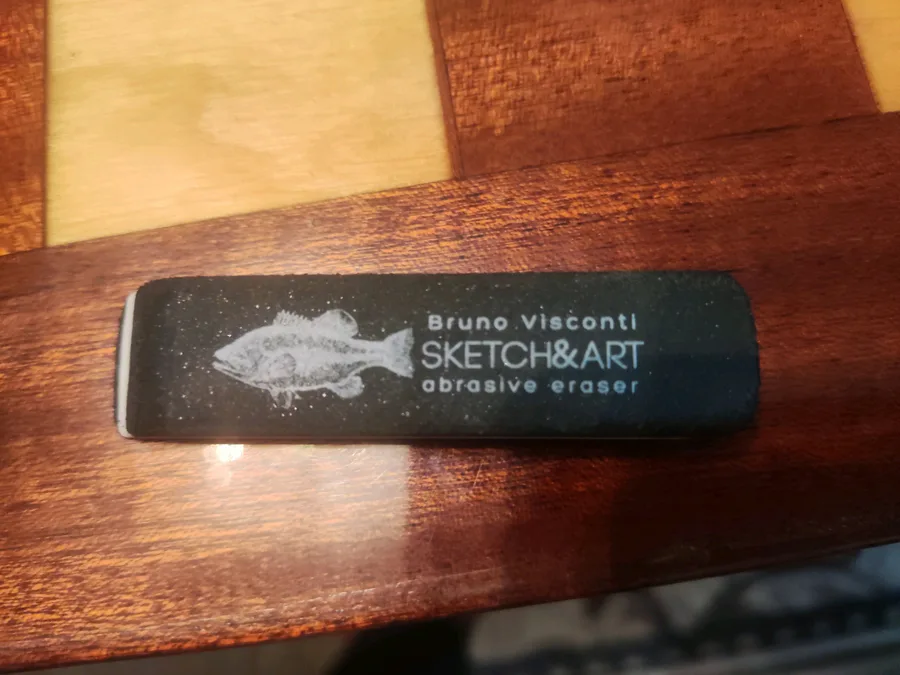 Bruno Visconti
SKETCH&ART
abrasive eraser